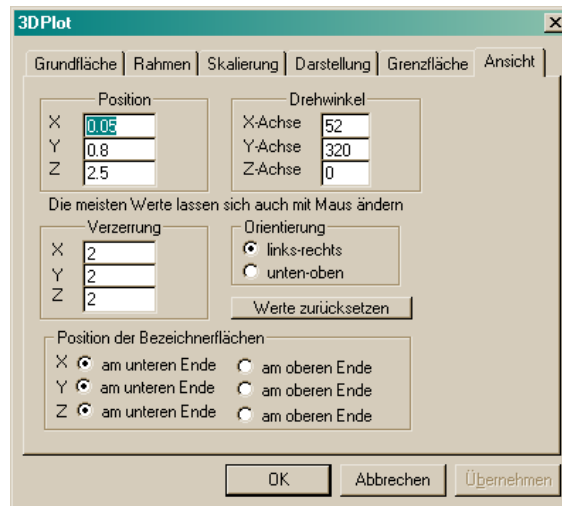 3DPlot
Grundfläche Rahmen Skalierung Darstellung Grenzfläche Ansicht
Position
X 0.05
Y 0.8
Z 2.5
Drehwinkel
X-Achse 52
Y-Achse 320
Z-Achse 0
Die meisten Werte lassen sich auch mit Maus ändern
Verzerrung
X 2
Y 2
Z 2
Orientierung
links-rechts
unten-oben
Werte zurücksetzen
Position der Bezeichnerflächen
X am unteren Ende am oberen Ende
Y am unteren Ende am oberen Ende
Z am unteren Ende am oberen Ende
OK Abbrechen Übernehmen